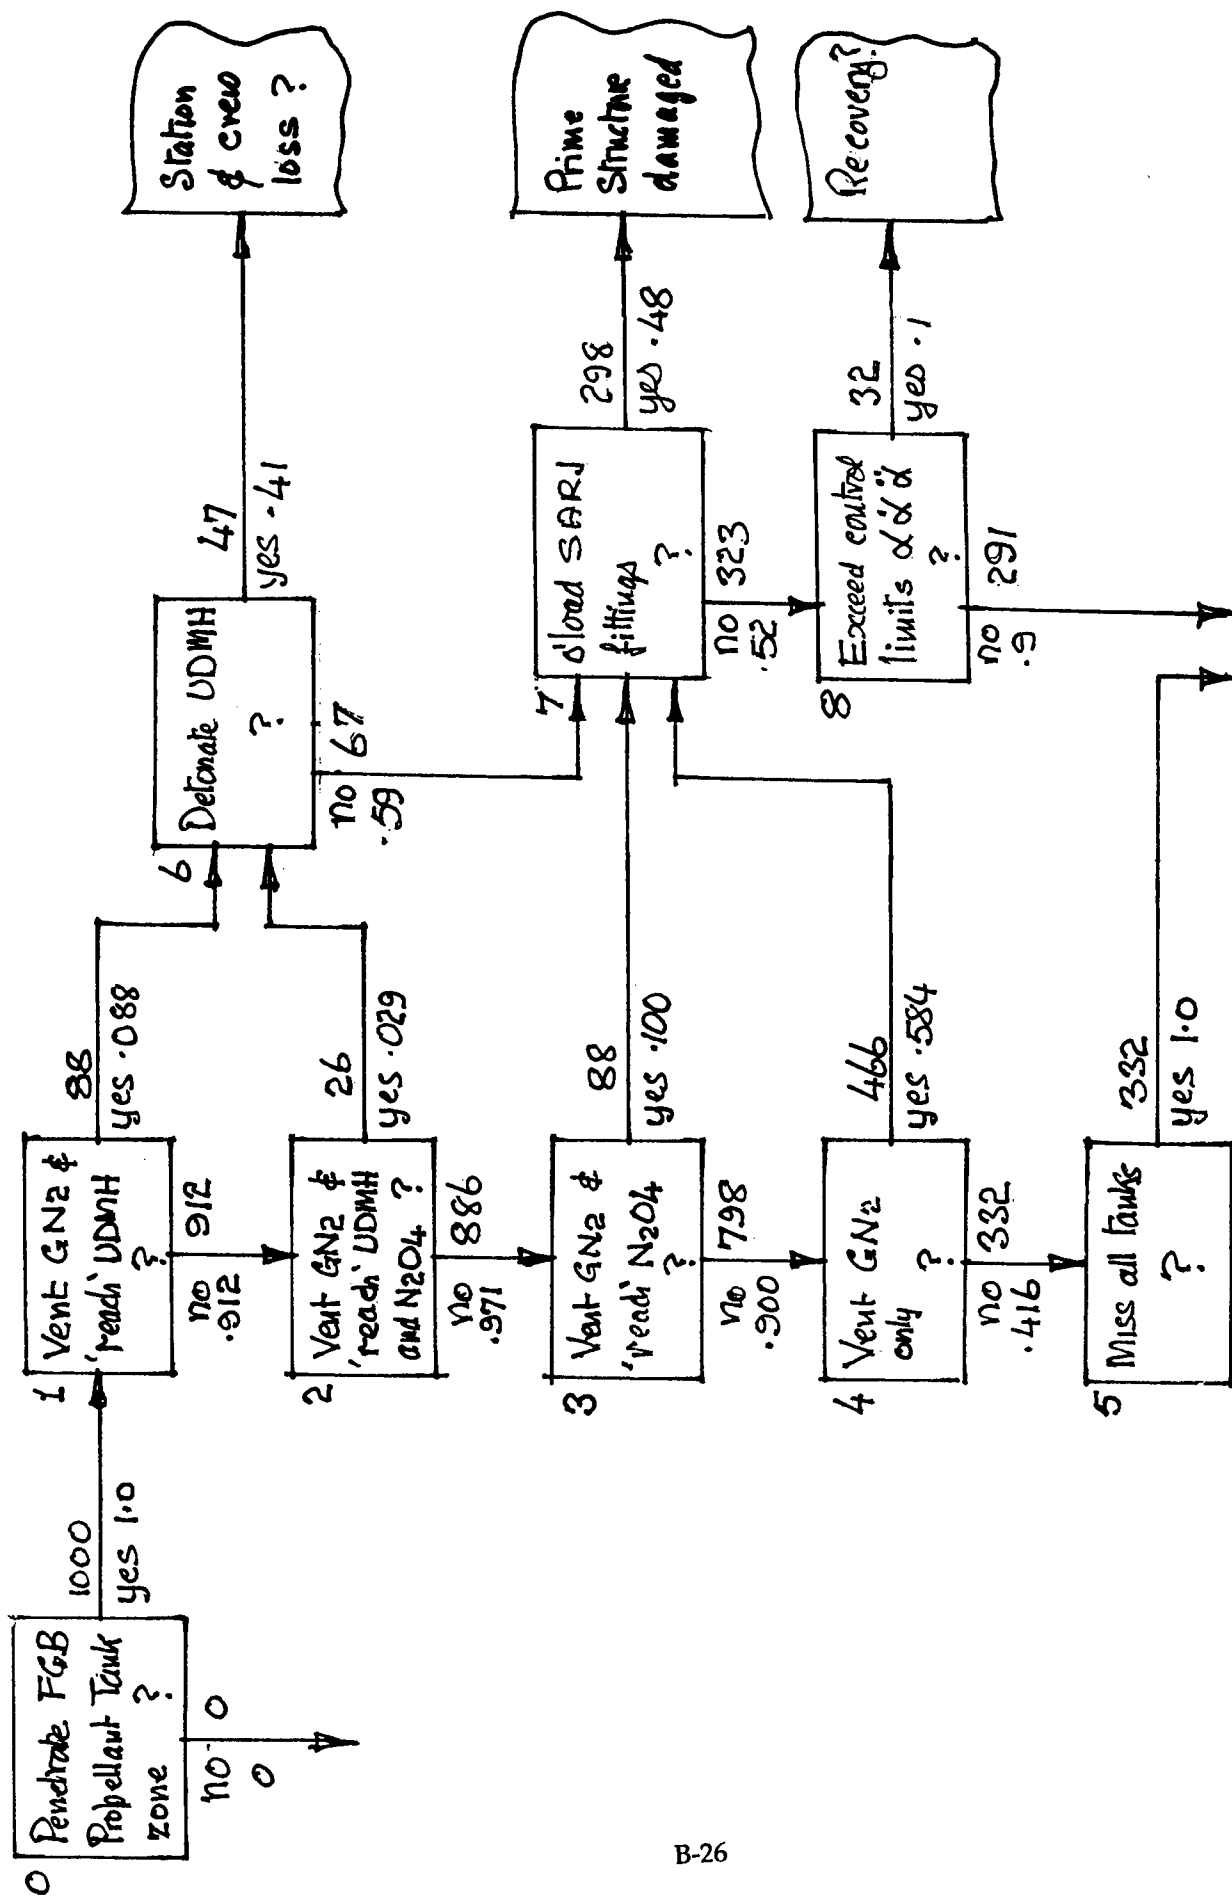 0
Penetrate FGB
Propellant Tank
zone ?
1000
yes 1.0
no 0
0
1
Vent GN2 &
'reach' UDMH
?
88
yes .088
no 912
.912
2
Vent GN2 &
'reach' UDMH
and N2O4 ?
26
yes .029
no 886
.971
3
Vent GN2 &
'reach' N2O4
?
88
yes .100
no 798
.900
4
Vent GN2
only ?
466
yes .584
no 332
.416
5
Miss all tanks
?
332
yes 1.0
6
Detonate UDMH
?
47
yes .41
no 67
.59
7
o'load SARJ
fittings
?
298
yes .48
no 323
.52
8
Exceed control
limits α α̇ α̈
?
32
yes .1
no 291
.9
Station
& crew
loss ?
Prime
Structure
damaged
Recovery?
B-26